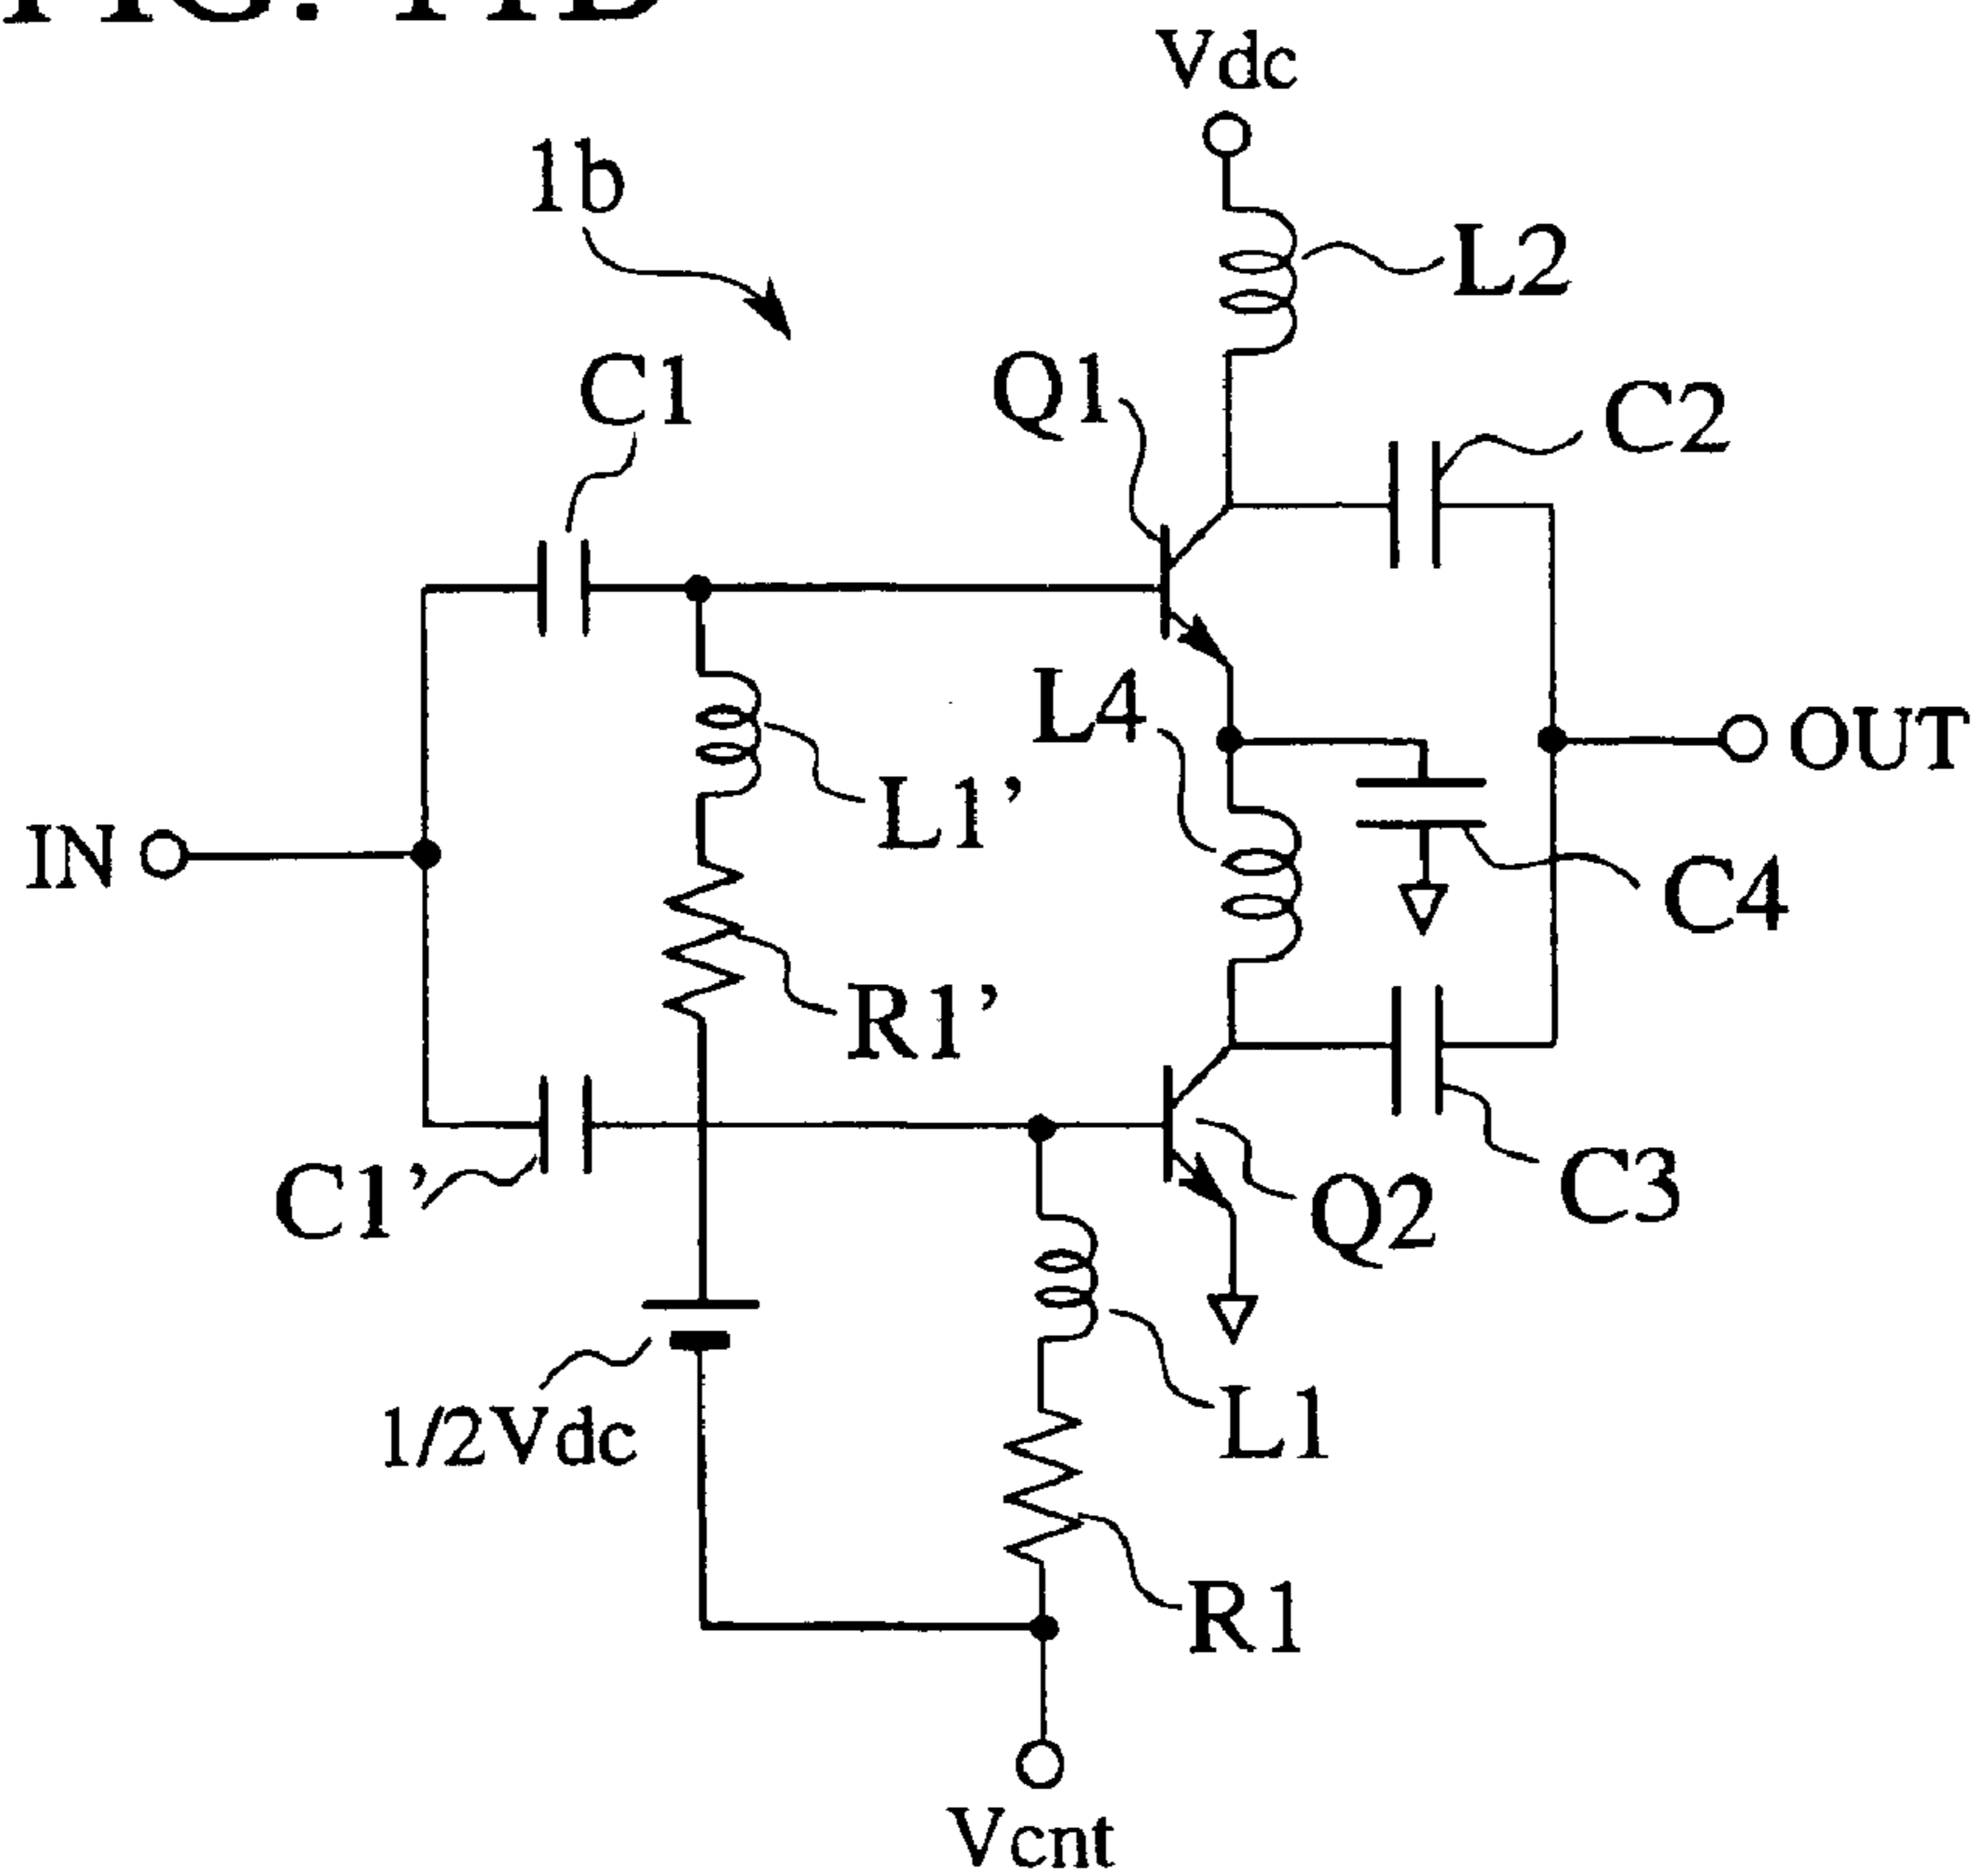 Vdc
1b
L2
C1
Q1
C2
L4
L1’
OUT
IN
C4
R1’
C1’
C3
Q2
1/2Vdc
L1
R1
Vcnt